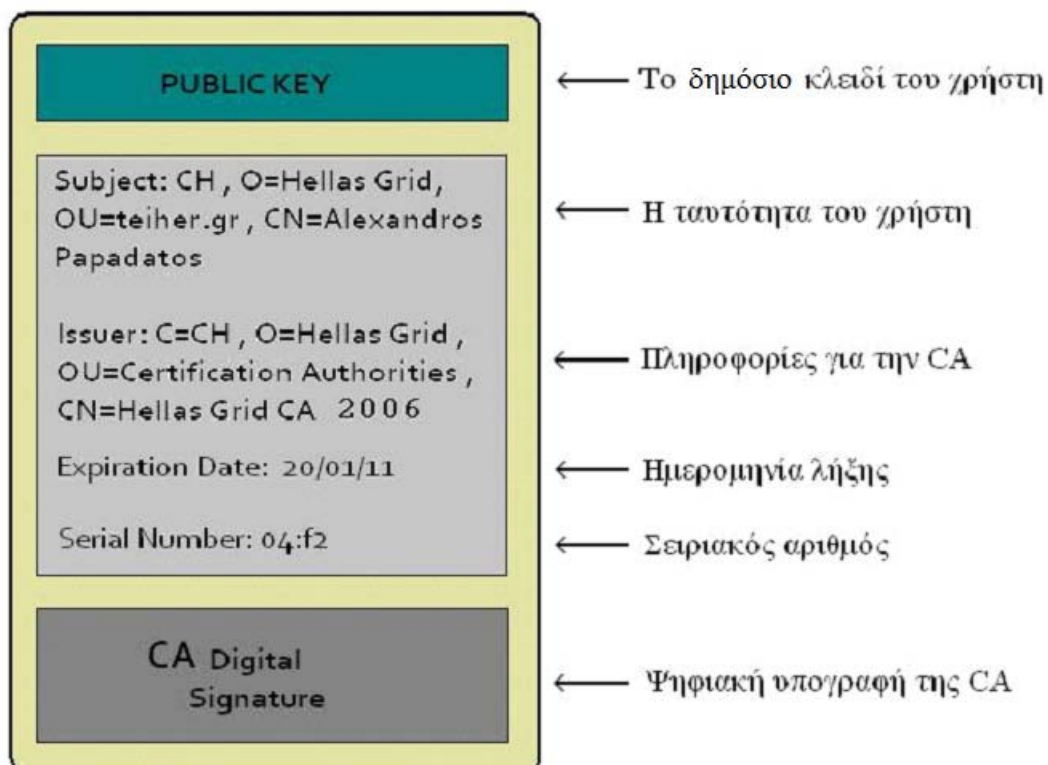 PUBLIC KEY
Το δημόσιο κλειδί του χρήστη
Subject: CH , O=Hellas Grid,
OU=teiher.gr , CN=Alexandros
Papadatos
Η ταυτότητα του χρήστη
Issuer: C=CH , O=Hellas Grid ,
OU=Certification Authorities ,
CN=Hellas Grid CA 2006
Πληροφορίες για την CA
Expiration Date: 20/01/11
Ημερομηνία λήξης
Serial Number: 04:f2
Σειριακός αριθμός
CA Digital
Signature
Ψηφιακή υπογραφή της CA